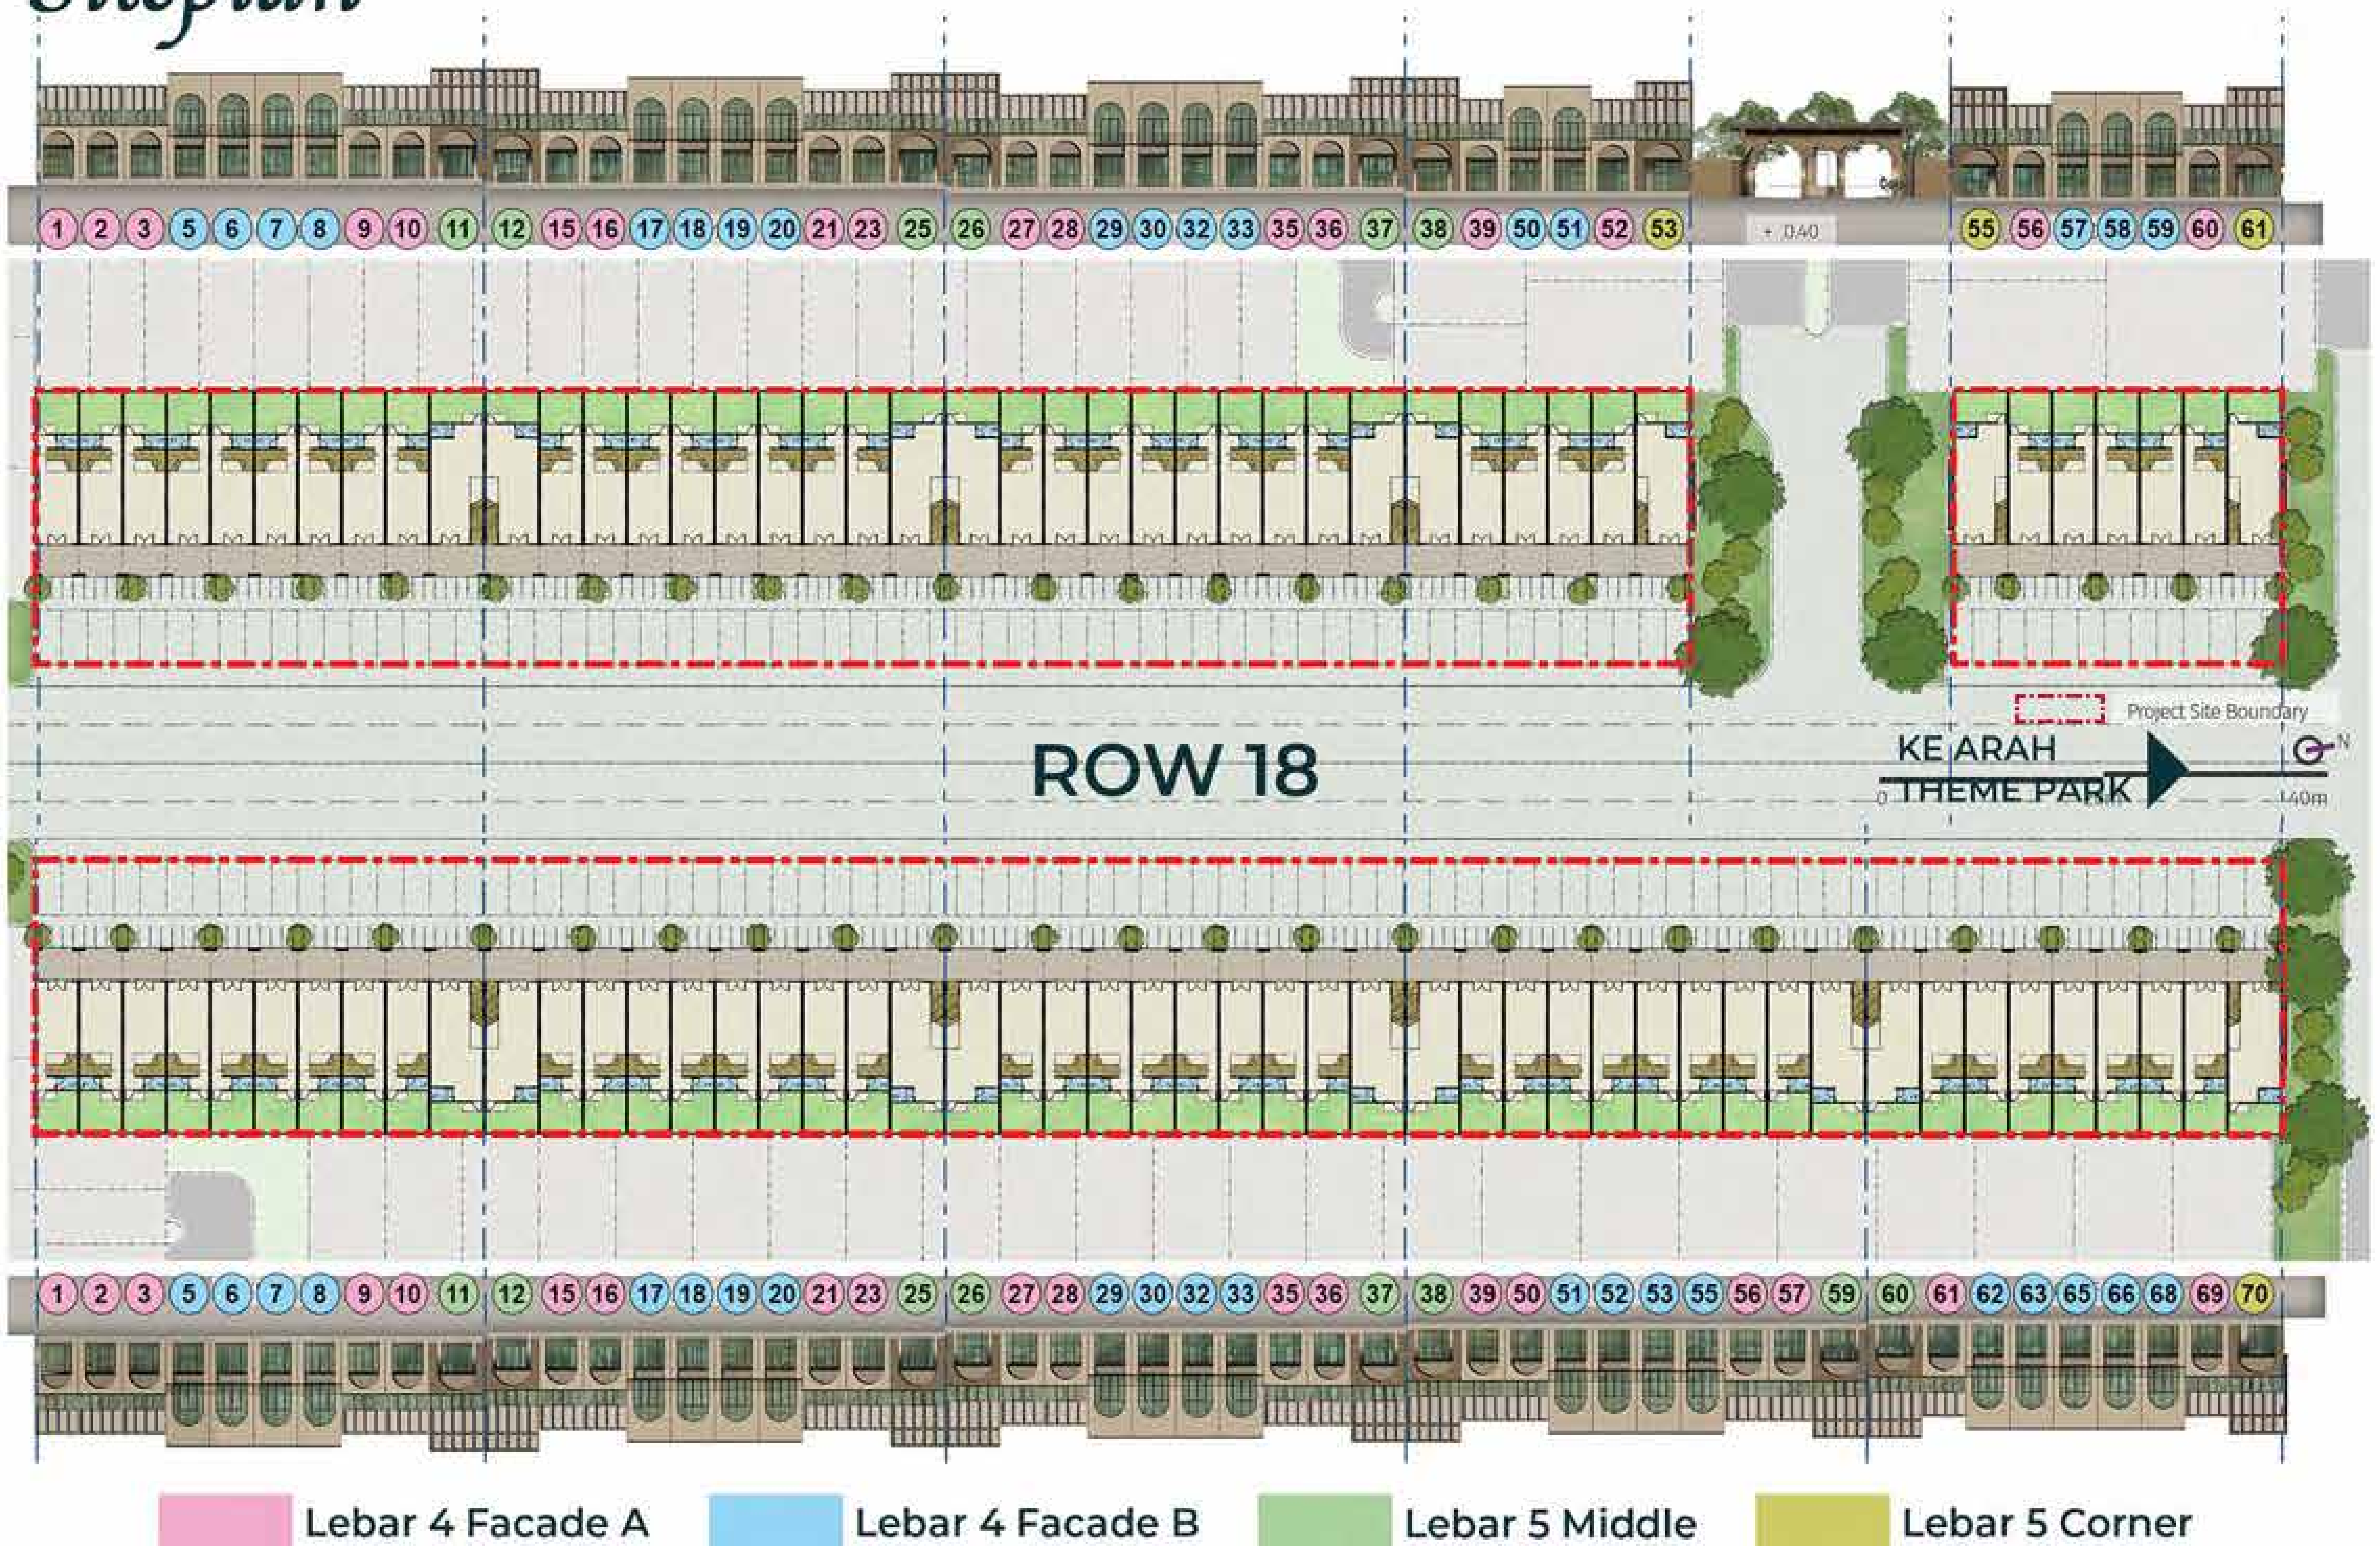 Siteplan
1 2 3 5 6 7 8 9 10 11 12 15 16 17 18 19 20 21 23 25 26 27 28 29 30 32 33 35 36 37 38 39 50 51 52 53 + 0.40 55 56 57 58 59 60 61
Project Site Boundary
ROW 18
KE ARAH
THEME PARK
N
0
40m
1 2 3 5 6 7 8 9 10 11 12 15 16 17 18 19 20 21 23 25 26 27 28 29 30 32 33 35 36 37 38 39 50 51 52 53 55 56 57 59 60 61 62 63 65 66 68 69 70
Lebar 4 Facade A
Lebar 4 Facade B
Lebar 5 Middle
Lebar 5 Corner